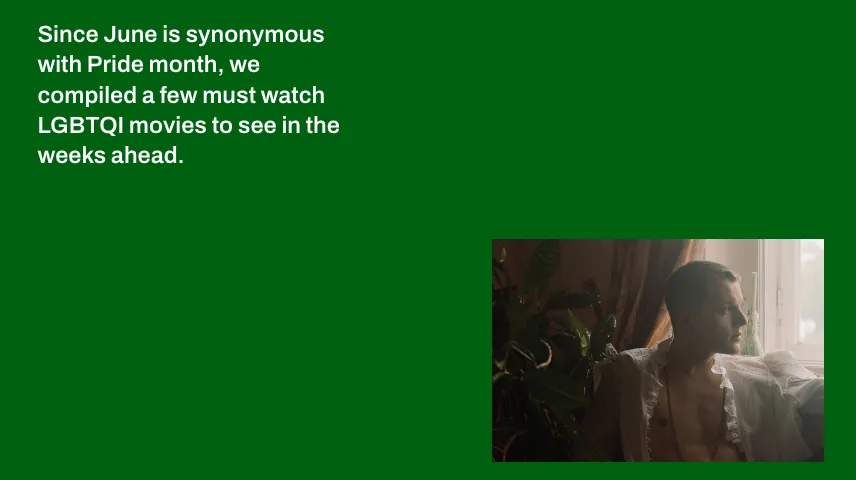 Since June is synonymous
with Pride month, we
compiled a few must watch
LGBTQI movies to see in the
weeks ahead.